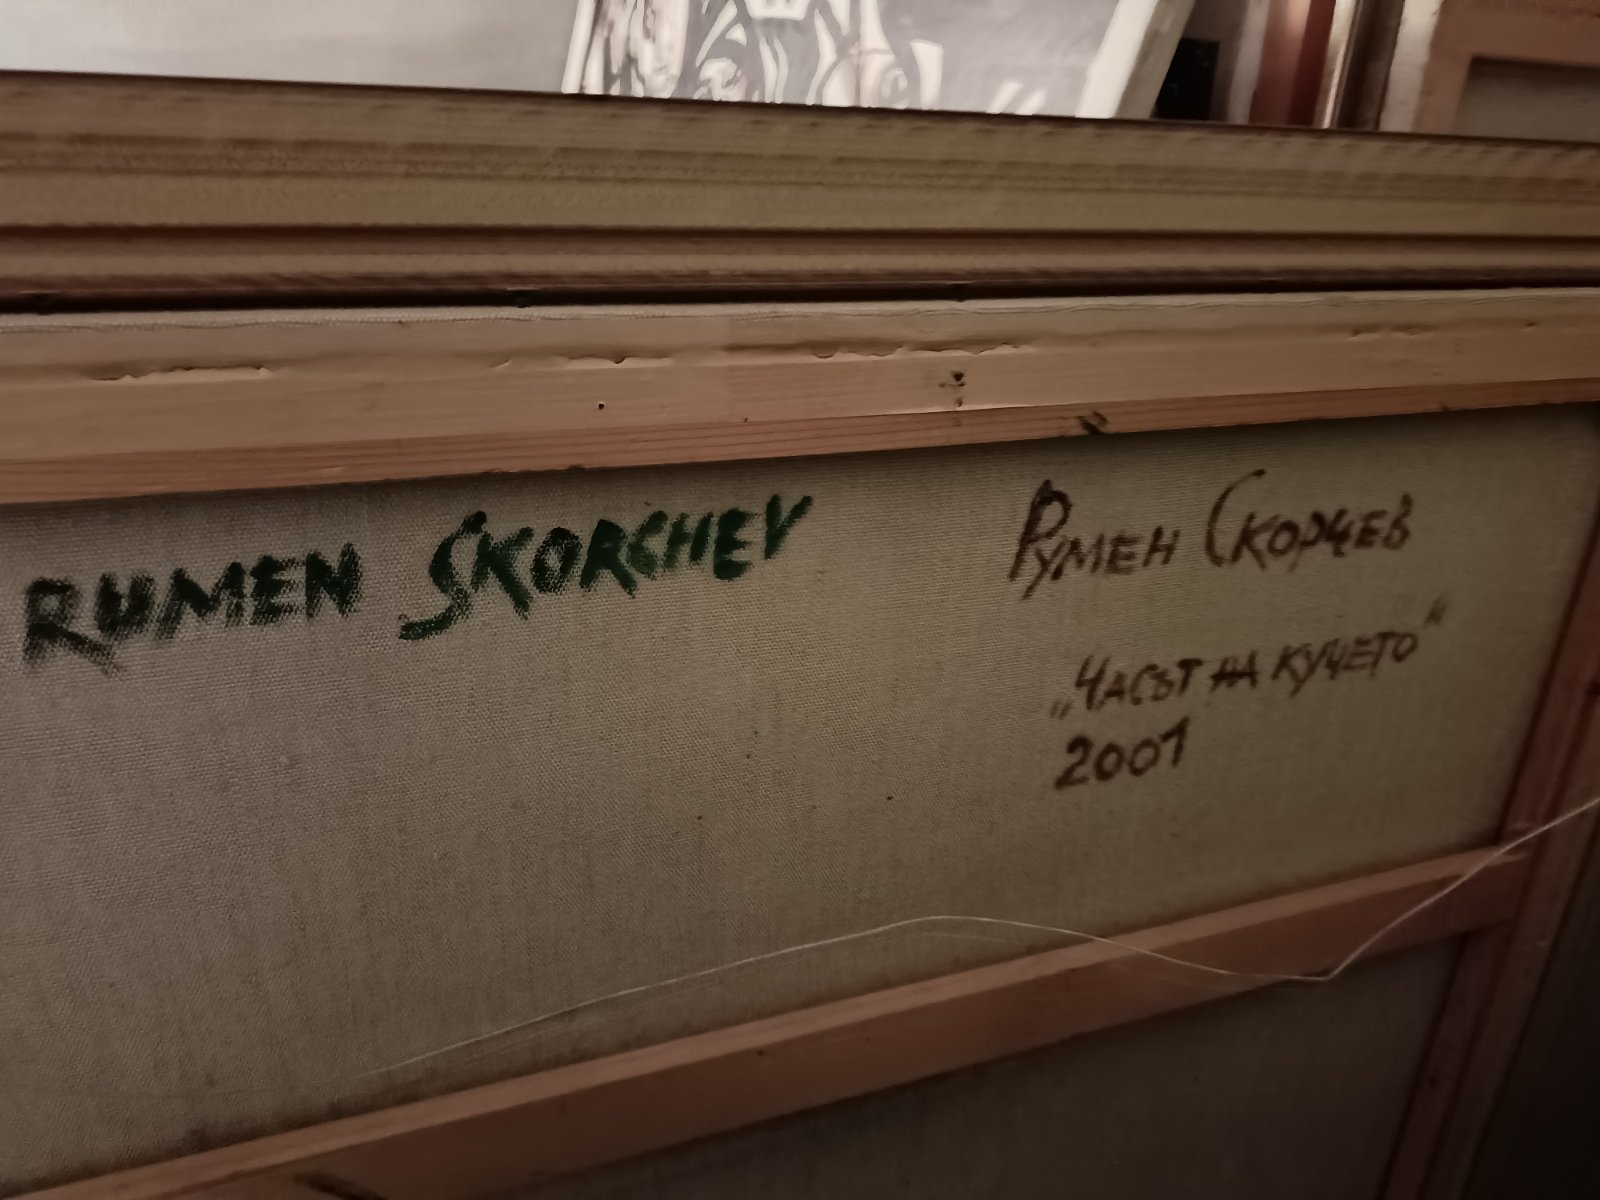 RUMEN SKORCHEV
Румен Скорчев
„Часът на кучето“
2001